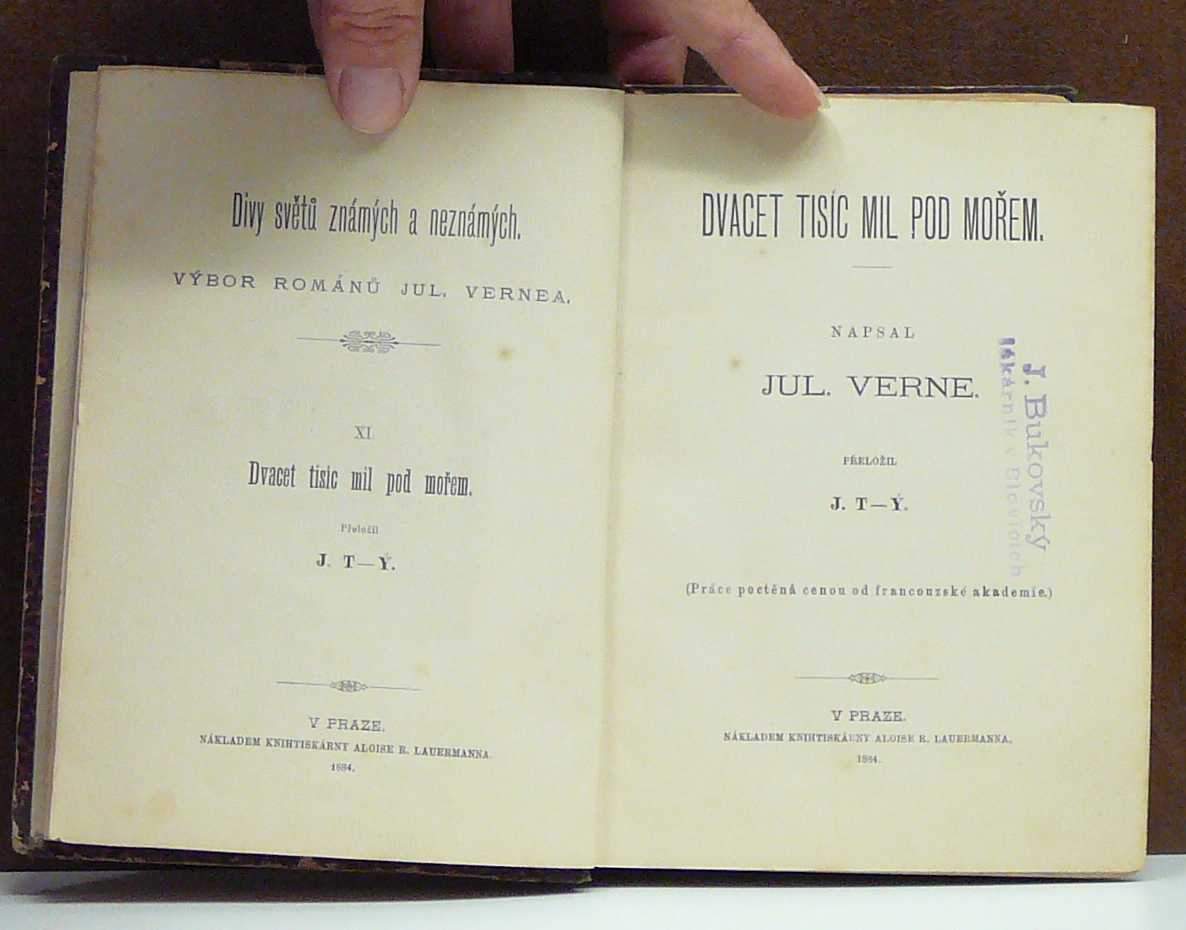 Divy světů známých a neznámých.
VÝBOR ROMÁNŮ JUL. VERNEA.
XI
Dvacet tisíc mil pod mořem.
Přeložil
J. T—Ý.
V PRAZE.
NÁKLADEM KNIHTISKÁRNY ALOISE R. LAUERMANNA.
1884.
DVACET TISÍC MIL POD MOŘEM.
NAPSAL
JUL. VERNE.
PŘELOŽIL
J. T—Ý.
(Práce poctěná cenou od francouzské akademie.)
V PRAZE.
NÁKLADEM KNIHTISKÁRNY ALOISE R. LAUERMANNA.
1884.
J. Bukovský
lékárník v